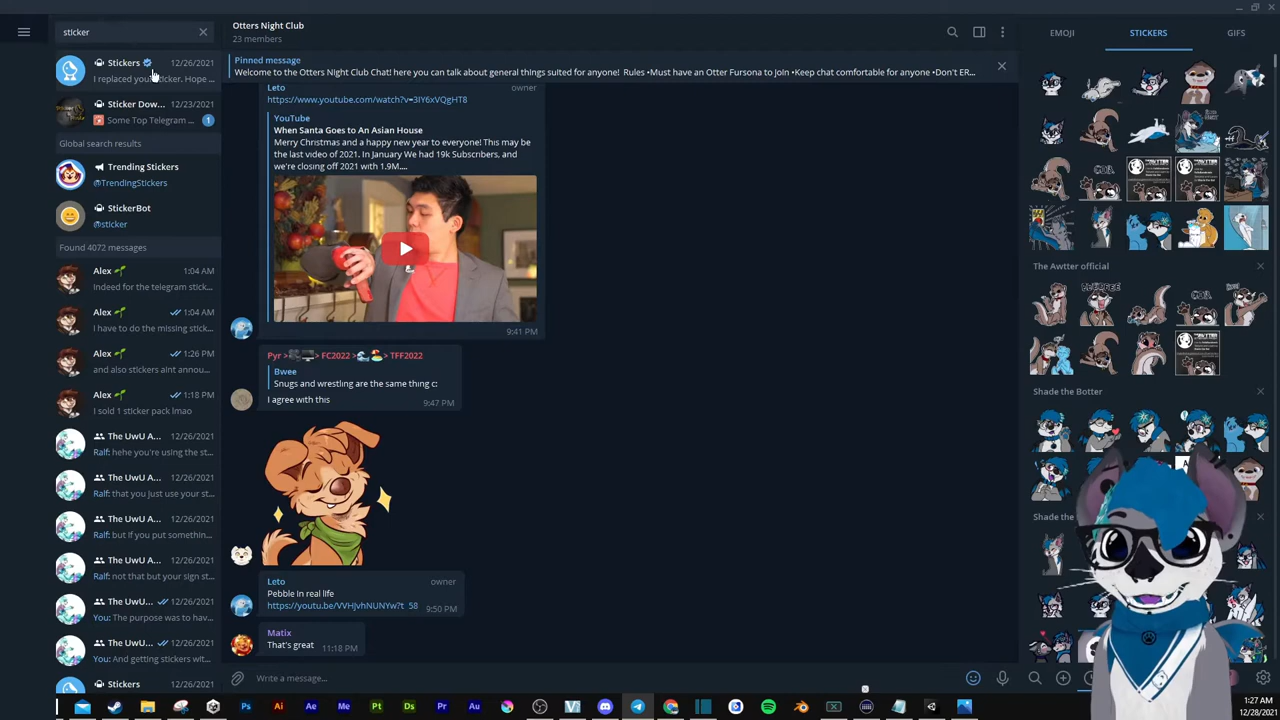 sticker
Stickers
12/26/2021
I replaced your sticker. Hope ...
Sticker Dow...
12/23/2021
Some Top Telegram ...
1
Global search results
Trending Stickers
@TrendingStickers
StickerBot
@sticker
Found 4072 messages
Alex
1:04 AM
Indeed for the telegram stick...
Alex
1:04 AM
I have to do the missing stick...
Alex
1:26 PM
and also stickers aint annou...
Alex
1:18 PM
I sold 1 sticker pack lmao
The UwU A...
12/26/2021
Ralf: hehe you're using the st...
The UwU A...
12/26/2021
Ralf: that you just use your st...
The UwU A...
12/26/2021
Ralf: but if you put somethin...
The UwU A...
12/26/2021
Ralf: not that but your sign st...
The UwU...
12/26/2021
You: The purpose was to hav...
The UwU...
12/26/2021
You: And getting stickers wit...
Stickers
12/26/2021
Otters Night Club
23 members
Pinned message
Welcome to the Otters NIght Club Chat! here you can talk about general things suited for anyone! Rules •Must have an Otter Fursona to Join •Keep chat comfortable for anyone •Don't ER...
Leto
owner
https://www.youtube.com/watch?v=3IY6xVQgHT8
YouTube
When Santa Goes to An Asian House
Merry Christmas and a happy new year to everyone! This may be
the last video of 2021. In January We had 19k Subscribers, and
we're closing off 2021 with 1.9M....
9:41 PM
Pyr > > FC2022 > > TFF2022
Bwee
Snugs and wrestling are the same thng c:
I agree with this
9:47 PM
Leto
owner
Pebble In real life
https://youtu.be/VVHJvhNUNYw?t_58
9:50 PM
Matix
That's great
11:18 PM
Write a message...
EMOJI
STICKERS
GIFS
The Awtter official
Shade the Botter
Shade the
Ps
Ai
Ae
Me
Pt
Ds
Pr
Au
1:27 AM
12/28/2021